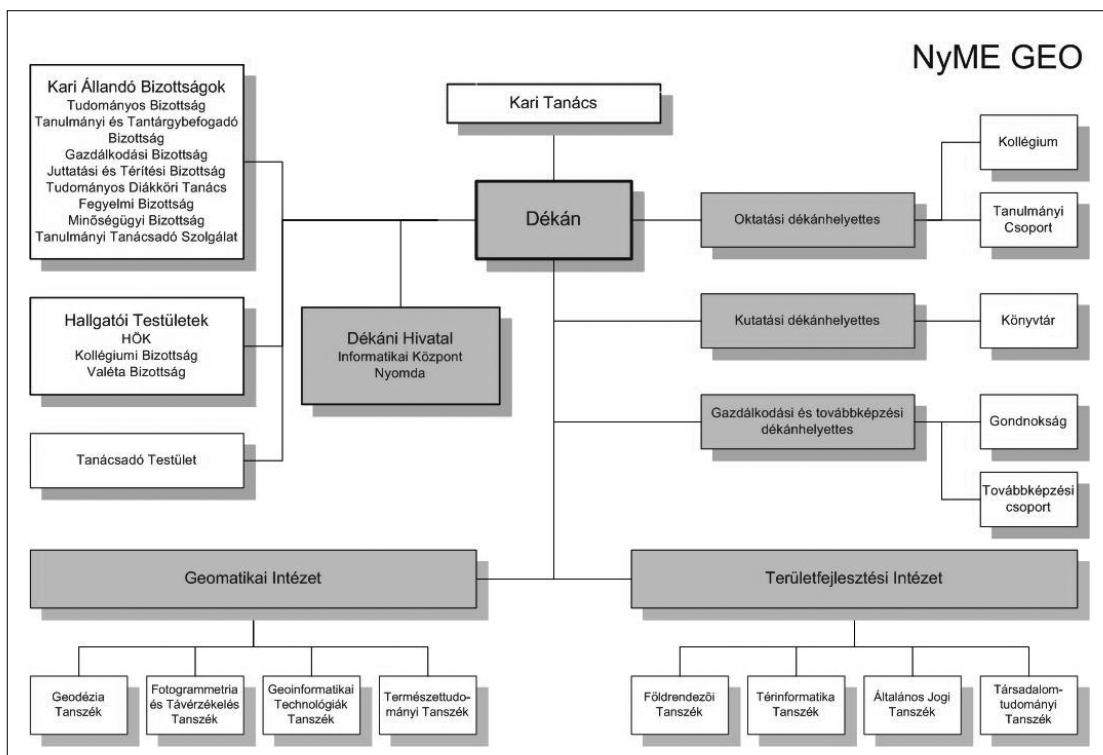 NyME GEO
Kari Állandó Bizottságok
Tudományos Bizottság
Tanulmányi és Tantárgybefogadó
Bizottság
Gazdálkodási Bizottság
Juttatási és Térítési Bizottság
Tudományos Diákköri Tanács
Fegyelmi Bizottság
Minõségügyi Bizottság
Tanulmányi Tanácsadó Szolgálat
Kari Tanács
Dékán
Oktatási dékánhelyettes
Kollégium
Tanulmányi
Csoport
Hallgatói Testületek
HÖK
Kollégiumi Bizottság
Valéta Bizottság
Dékáni Hivatal
Informatikai Központ
Nyomda
Kutatási dékánhelyettes
Könyvtár
Tanácsadó Testület
Gazdálkodási és továbbképzési
dékánhelyettes
Gondnokság
Továbbképzési
csoport
Geomatikai Intézet
Területfejlesztési Intézet
Geodézia
Tanszék
Fotogrammetria
és Távérzékelés
Tanszék
Geoinformatikai
Technológiák
Tanszék
Természettudo-
mányi Tanszék
Földrendezõi
Tanszék
Térinformatika
Tanszék
Általános Jogi
Tanszék
Társadalom-
tudományi
Tanszék